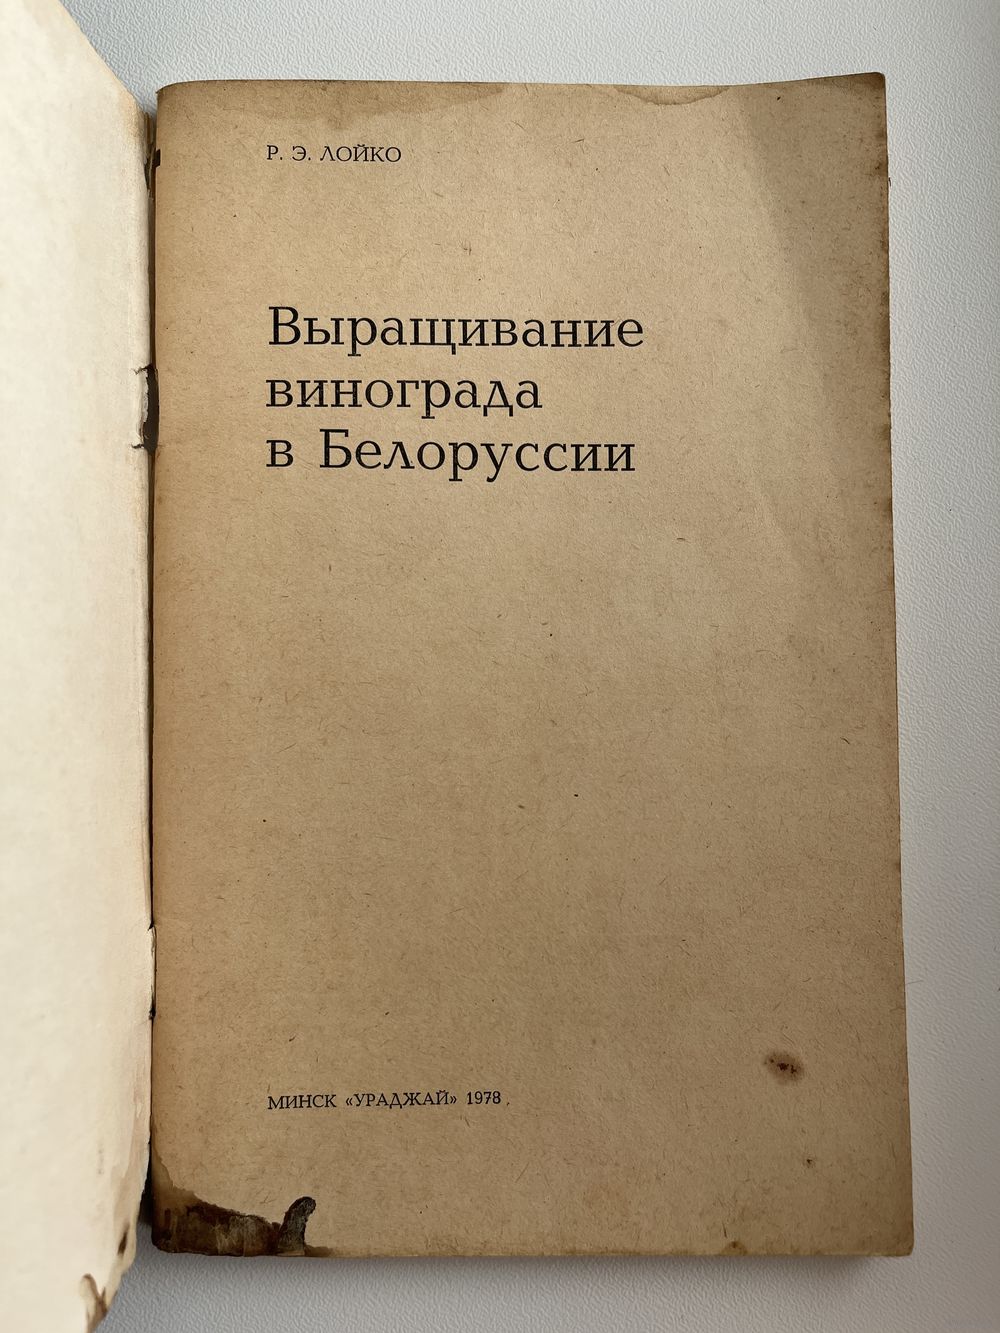 Р. Э. ЛОЙКО
Выращивание
винограда
в Белоруссии
МИНСК «УРАДЖАЙ» 1978